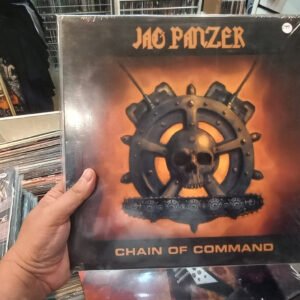 JAG PANZER
CHAIN OF COMMAND